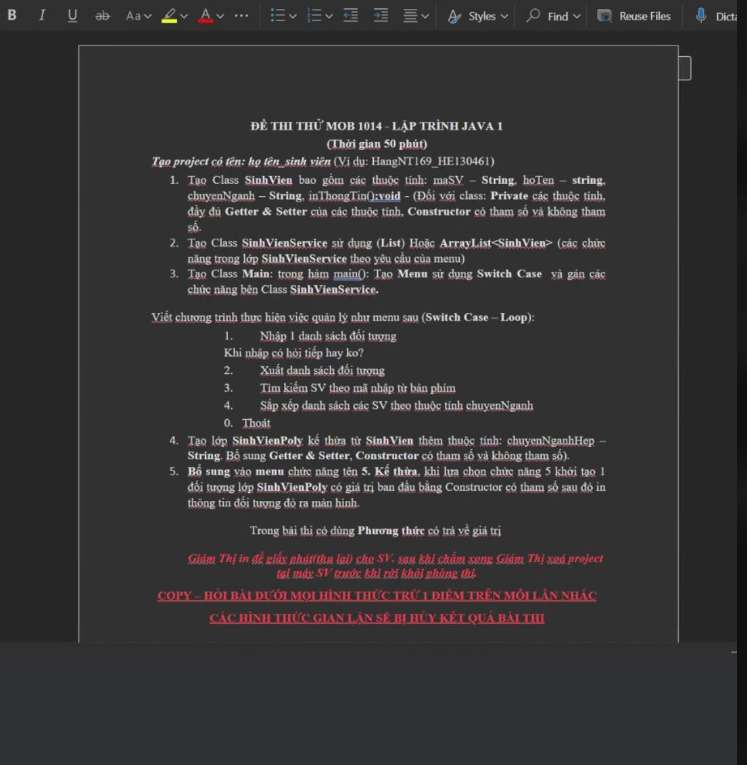 B I U ab Aa A ... Styles Find Reuse Files Dicta
ĐỀ THI THỬ MOB 1014 - LẬP TRÌNH JAVA 1
(Thời gian 50 phút)
Tạo project có tên: họ tên_sinh viên (Ví dụ: HangNT169_HE130461)
1. Tạo Class SinhVien bao gồm các thuộc tính: maSV – String, hoTen – string,
chuyenNganh – String, inThongTin():void - (Đối với class: Private các thuộc tính,
đầy đủ Getter & Setter của các thuộc tính, Constructor có tham số và không tham
số.
2. Tạo Class SinhVienService sử dụng (List) Hoặc ArrayList<SinhVien> (các chức
năng trong lớp SinhVienService theo yêu cầu của menu)
3. Tạo Class Main: trong hàm main(): Tạo Menu sử dụng Switch Case và gán các
chức năng bên Class SinhVienService.
Viết chương trình thực hiện việc quản lý như menu sau (Switch Case – Loop):
1. Nhập 1 danh sách đối tượng
Khi nhập có hỏi tiếp hay ko?
2. Xuất danh sách đối tượng
3. Tìm kiếm SV theo mã nhập từ bàn phím
4. Sắp xếp danh sách các SV theo thuộc tính chuyenNganh
0. Thoát
4. Tạo lớp SinhVienPoly kế thừa từ SinhVien thêm thuộc tính: chuyenNganhHep –
String. Bổ sung Getter & Setter, Constructor có tham số và không tham số).
5. Bổ sung vào menu chức năng tên 5. Kế thừa, khi lựa chọn chức năng 5 khởi tạo 1
đối tượng lớp SinhVienPoly có giá trị ban đầu bằng Constructor có tham số sau đó in
thông tin đối tượng đó ra màn hình.
Trong bài thi có dùng Phương thức có trả về giá trị
Giám Thị in đề giấy phát(thu lại) cho SV. sau khi chấm xong Giám Thị xoá project
tại máy SV trước khi rời khỏi phòng thi.
COPY – HỎI BÀI DƯỚI MỌI HÌNH THỨC TRỪ 1 ĐIỂM TRÊN MỖI LẦN NHẮC
CÁC HÌNH THỨC GIAN LẬN SẼ BỊ HỦY KẾT QUẢ BÀI THI